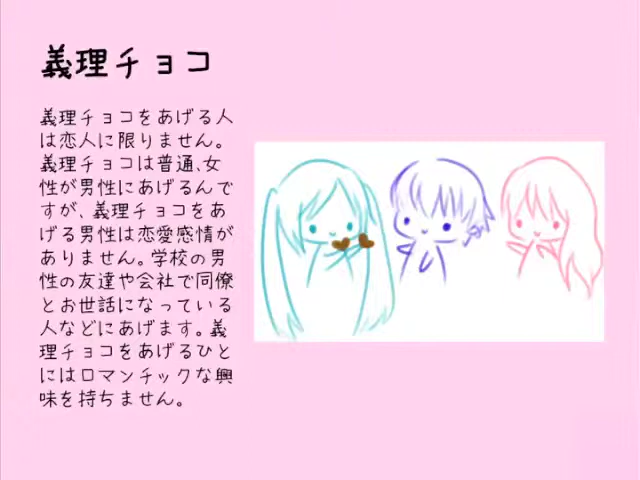 義理チョコ
義理チョコをあげる人
は恋人に限りません。
義理チョコは普通、女
性が男性にあげるんで
すが、義理チョコをあ
げる男性は恋愛感情が
ありません。学校の男
性の友達や会社で同僚
とお世話になっている
人などにあげます。義
理チョコをあげるひと
にはロマンチックな興
味を持ちません。